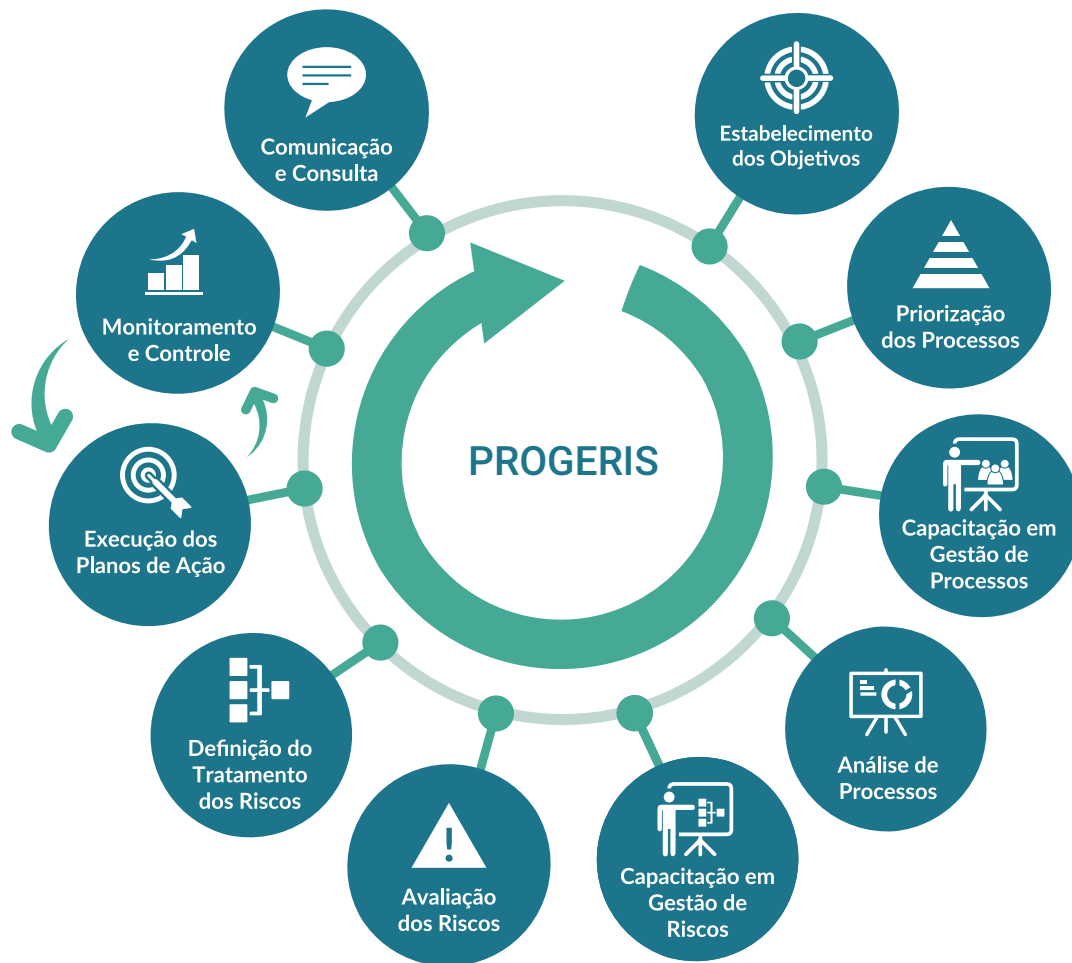 Estabelecimento
dos Objetivos
Priorização
dos Processos
Capacitação em
Gestão de
Processos
Análise de
Processos
Capacitação em
Gestão de
Riscos
Avaliação
dos Riscos
Definição do
Tratamento
dos Riscos
Execução dos
Planos de Ação
Monitoramento
e Controle
Comunicação
e Consulta
PROGERIS